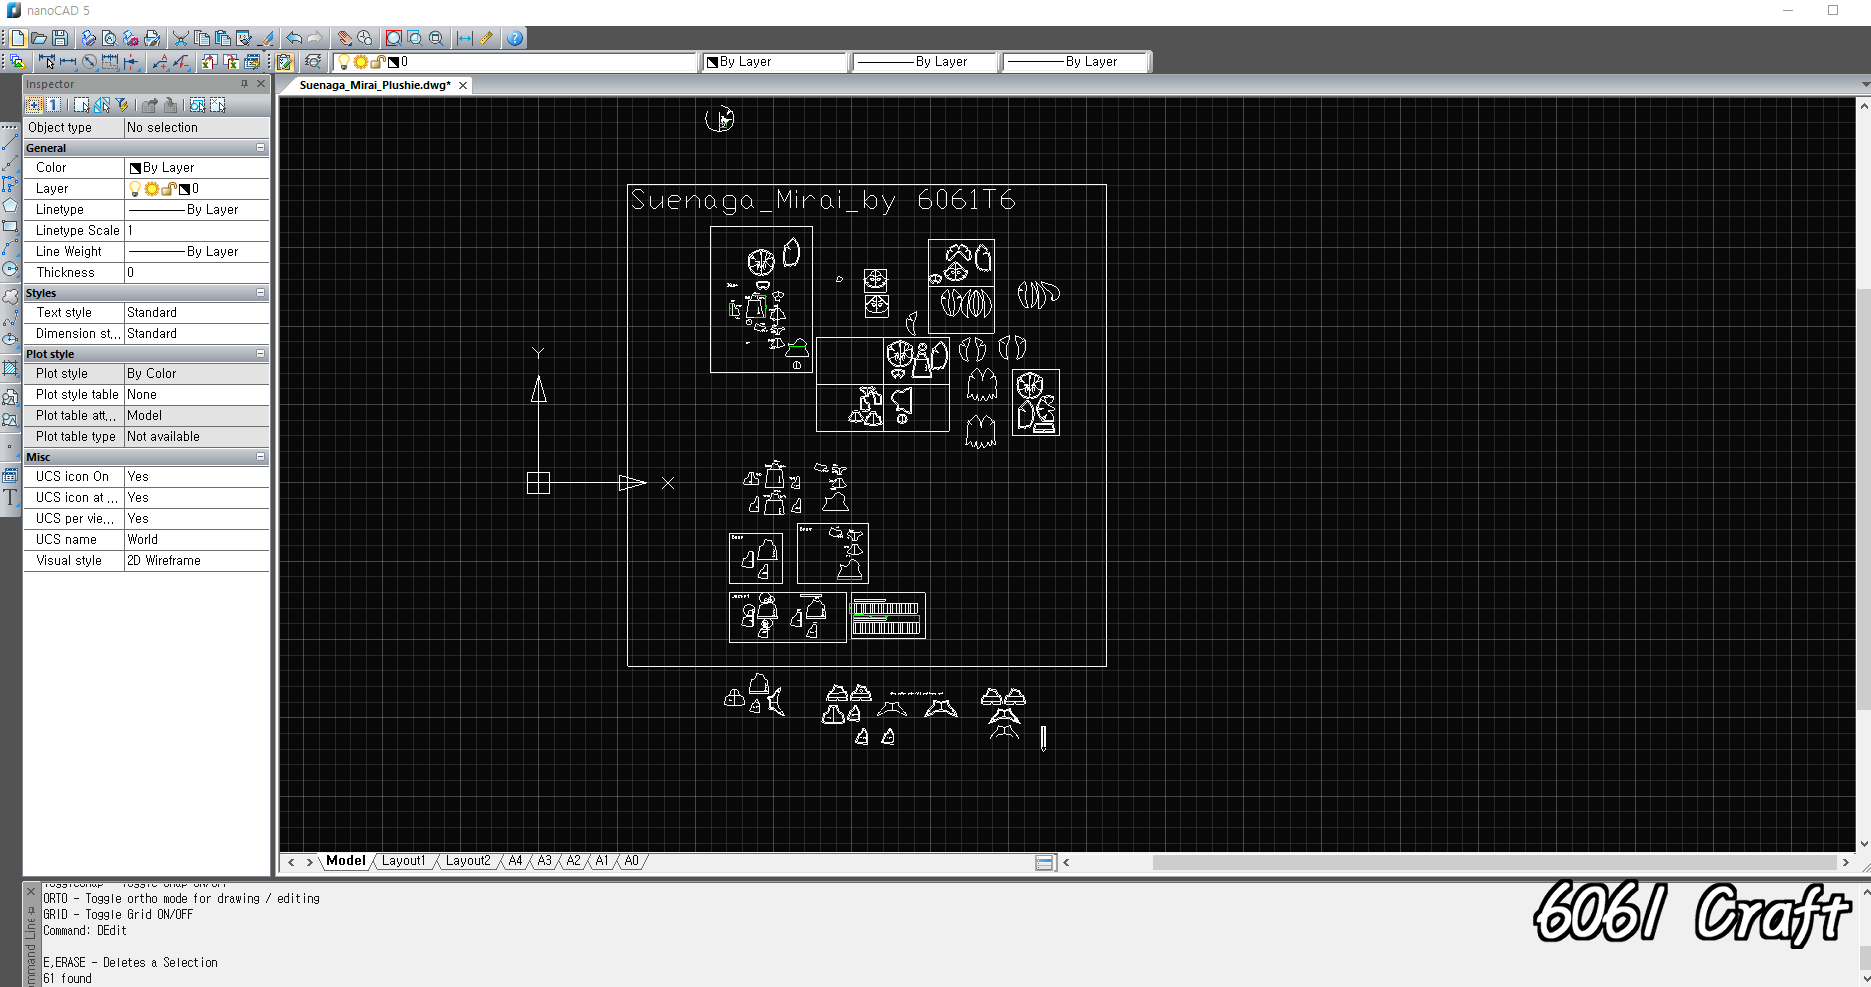 nanoCAD 5
0
By Layer
By Layer
By Layer
Inspector
Suenaga_Mirai_Plushie.dwg*
1
Object type No selection
General
Color By Layer
Layer 0
Linetype By Layer
Linetype Scale 1
Line Weight By Layer
Thickness 0
Styles
Text style Standard
Dimension st,,, Standard
Plot style
Plot style By Color
Plot style table None
Plot table att,,, Model
Plot table type Not available
Misc
UCS icon On Yes
UCS icon at ,,, Yes
UCS per vie,,, Yes
UCS name World
Visual style 2D Wireframe
Suenaga_Mirai_by 6061T6
Y
X
Model Layout1 Layout2 A4 A3 A2 A1 A0
ORTO - Toggle ortho mode for drawing / editing
GRID - Toggle Grid ON/OFF
Command: DEdit
E,ERASE - Deletes a Selection
61 found
6061 Craft